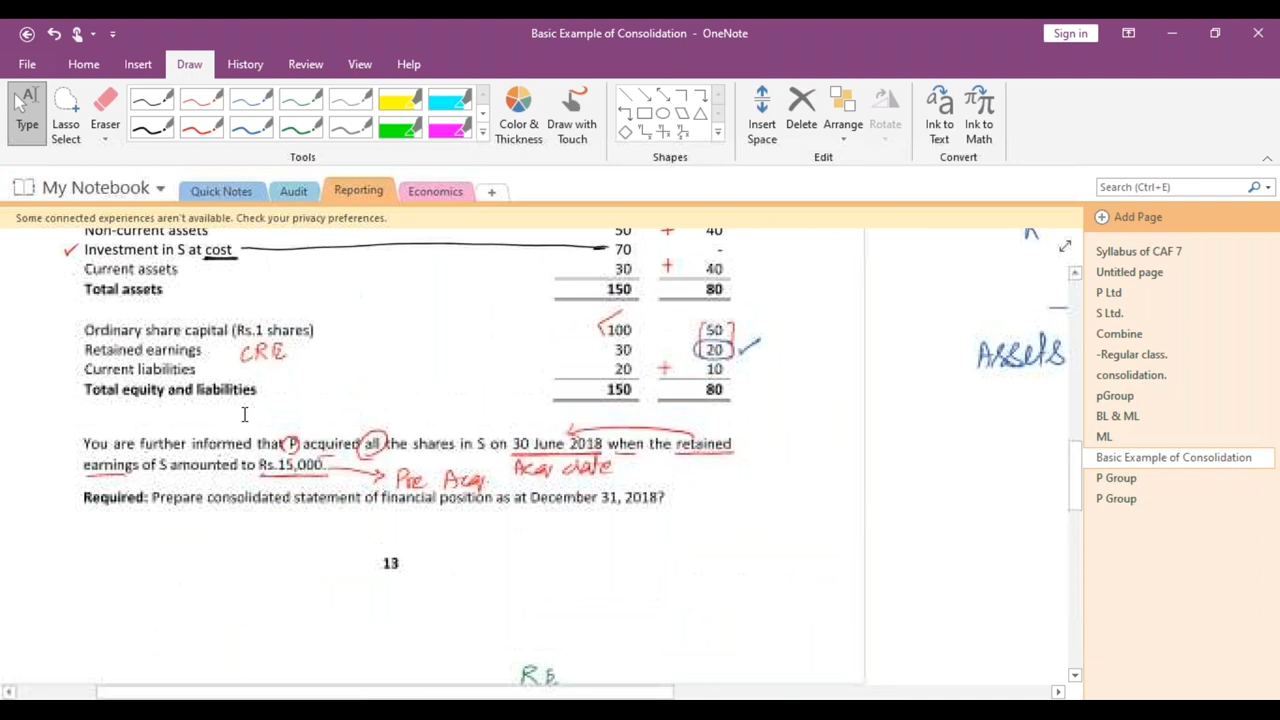 Basic Example of Consolidation - OneNote
Sign in
File Home Insert Draw History Review View Help
Type
Lasso Select
Eraser
Color & Thickness
Draw with Touch
Insert Space
Delete
Arrange
Rotate
Ink to Text
Ink to Math
Tools
Shapes
Edit
Convert
My Notebook
Quick Notes
Audit
Reporting
Economics
Search (Ctrl+E)
Some connected experiences aren't available. Check your privacy preferences.
Add Page
Syllabus of CAF 7
Untitled page
P Ltd
S Ltd.
Combine
-Regular class.
consolidation.
pGroup
BL & ML
ML
Basic Example of Consolidation
P Group
P Group
Non-current assets 50 + 40
Investment in S at cost 70 -
Current assets 30 + 40
Total assets 150 80
Ordinary share capital (Rs.1 shares) 100 50
Retained earnings CRE 30 20
Current liabilities 20 + 10
Total equity and liabilities 150 80
You are further informed that P acquired all the shares in S on 30 June 2018 when the retained
earnings of S amounted to Rs.15,000. Pre Acq. Acq date
Required: Prepare consolidated statement of financial position as at December 31, 2018?
13
R E
Assets